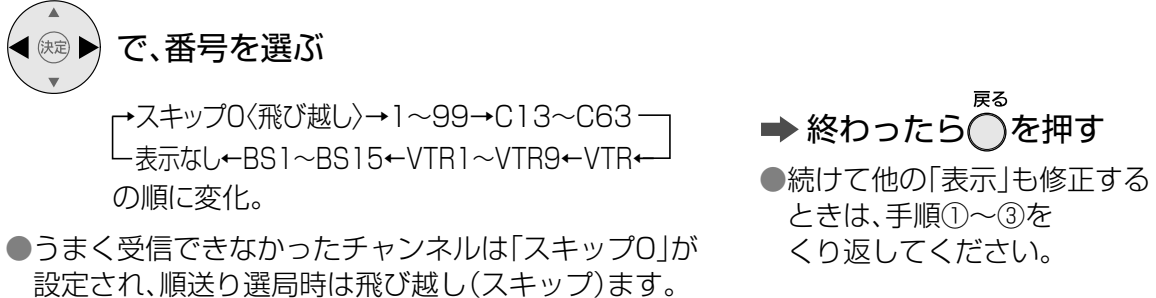 決定 で、番号を選ぶ
→スキップ0〈飛び越し〉→1～99→C13～C63
表示なし←BS1～BS15←VTR1～VTR9←VTR←
の順に変化。
●うまく受信できなかったチャンネルは「スキップ0」が
設定され、順送り選局時は飛び越し(スキップ)ます。
戻る
➡終わったら○を押す
●続けて他の「表示」も修正する
ときは、手順①～③を
くり返してください。